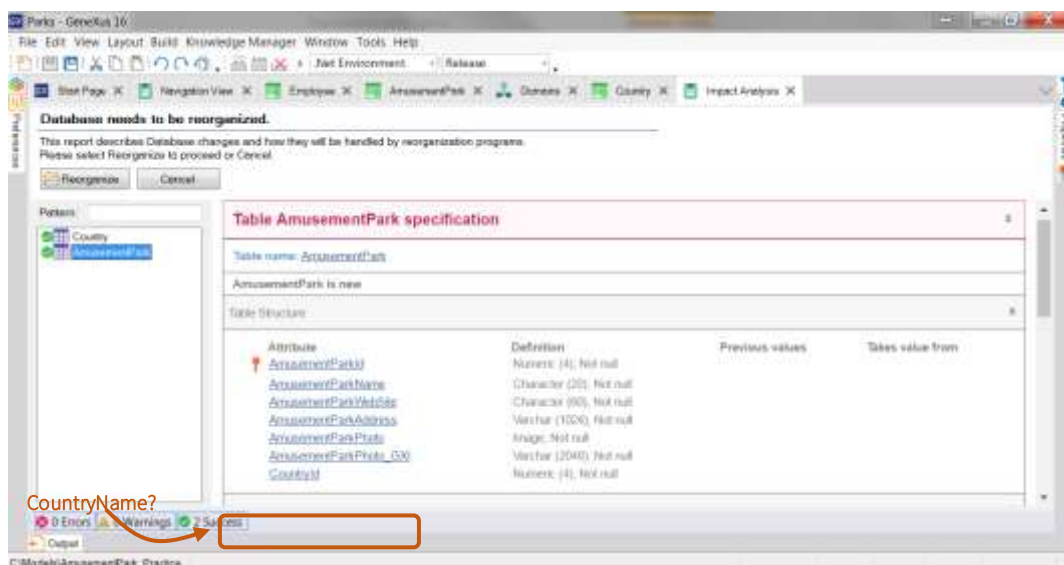 Parks - GeneXus 16
File Edit View Layout Build Knowledge Manager Window Tools Help
.Net Environment Release
Start Page Navigation View Employee AmusementPark Domains Country Impact Analysis
Preferences
Database needs to be reorganized.
This report describes Database changes and how they will be handled by reorganization programs.
Please select Reorganize to proceed or Cancel
Reorganize Cancel
Pattern:
Country
AmusementPark
Table AmusementPark specification
Table name: AmusementPark
AmusementPark is new
Table Structure
Attribute Definition Previous values Takes value from
AmusementParkId Numeric (4), Not null
AmusementParkName Character (20), Not null
AmusementParkWebSite Character (60), Not null
AmusementParkAddress Varchar (1024), Not null
AmusementParkPhoto Image, Not null
AmusementParkPhoto_GXI Varchar (2048), Not null
CountryId Numeric (4), Not null
CountryName?
0 Errors Warnings 2 Success
Output
C:\Models\AmusementPark_Practice